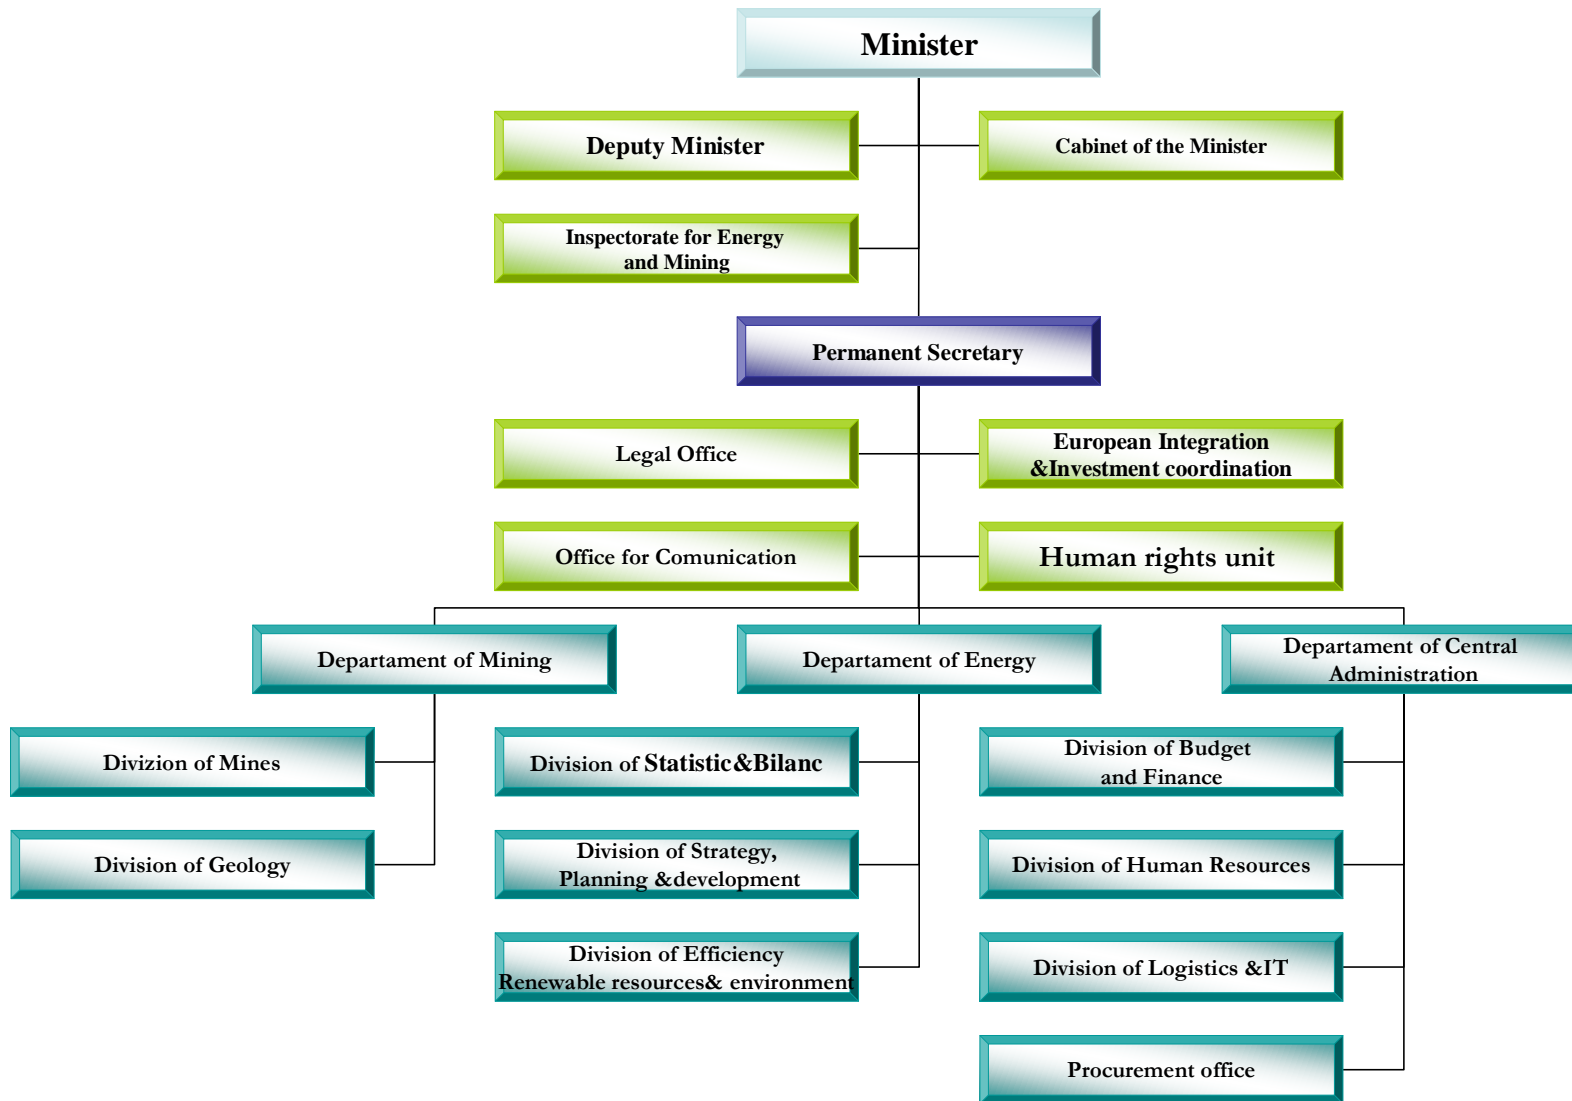 Minister
Deputy Minister
Cabinet of the Minister
Inspectorate for Energy
and Mining
Permanent Secretary
Legal Office
European Integration
&Investment coordination
Office for Comunication
Human rights unit
Departament of Mining
Departament of Energy
Departament of Central
Administration
Divizion of Mines
Division of Statistic&Bilanc
Division of Budget
and Finance
Division of Geology
Division of Strategy,
Planning &development
Division of Human Resources
Division of Efficiency
Renewable resources& environment
Division of Logistics &IT
Procurement office